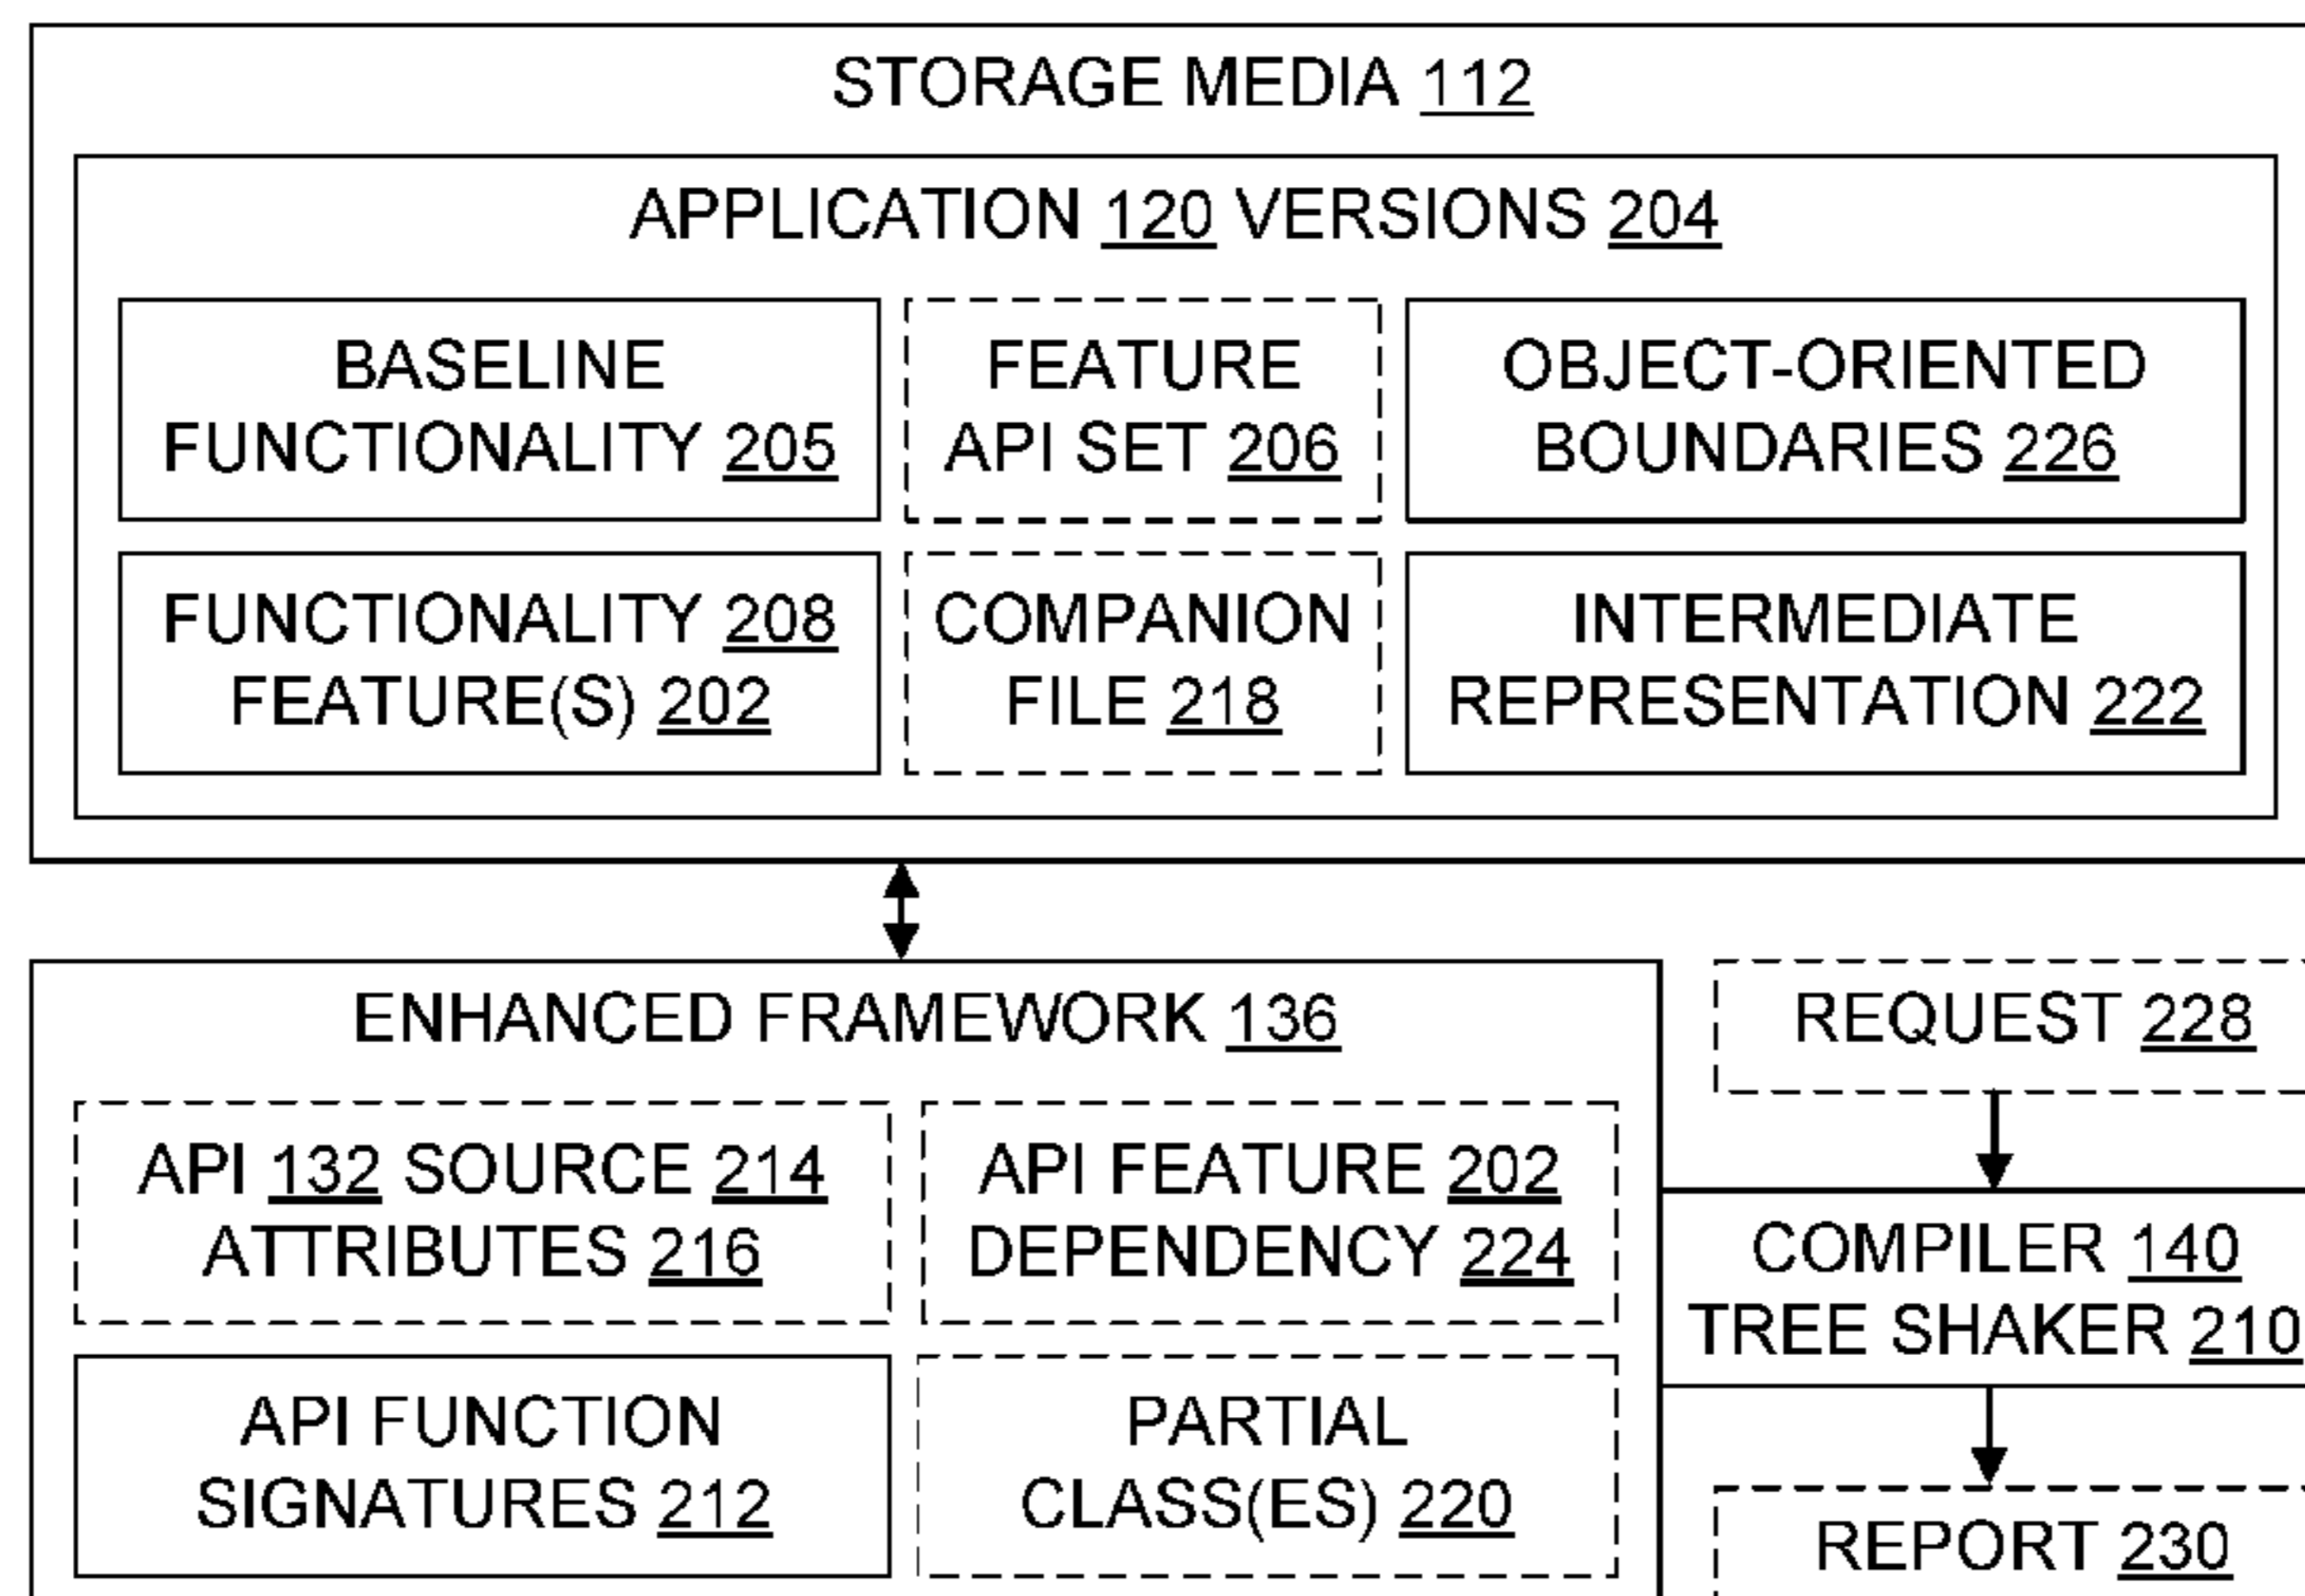 STORAGE MEDIA 112
APPLICATION 120 VERSIONS 204
BASELINE
FUNCTIONALITY 205
FEATURE
API SET 206
OBJECT-ORIENTED
BOUNDARIES 226
FUNCTIONALITY 208
FEATURE(S) 202
COMPANION
FILE 218
INTERMEDIATE
REPRESENTATION 222
ENHANCED FRAMEWORK 136
API 132 SOURCE 214
ATTRIBUTES 216
API FEATURE 202
DEPENDENCY 224
API FUNCTION
SIGNATURES 212
PARTIAL
CLASS(ES) 220
REQUEST 228
COMPILER 140
TREE SHAKER 210
REPORT 230